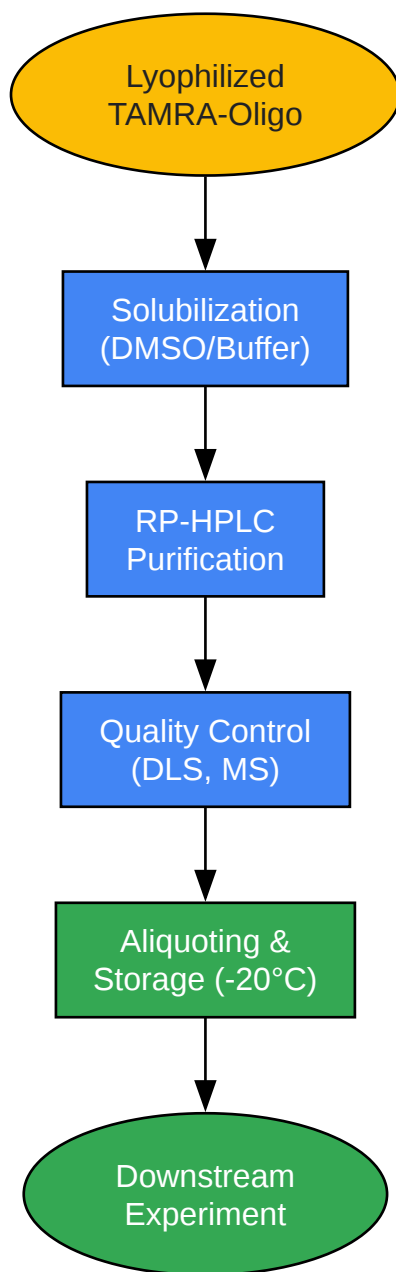 Lyophilized
TAMRA-Oligo
Solubilization
(DMSO/Buffer)
RP-HPLC
Purification
Quality Control
(DLS, MS)
Aliquoting &
Storage (-20°C)
Downstream
Experiment